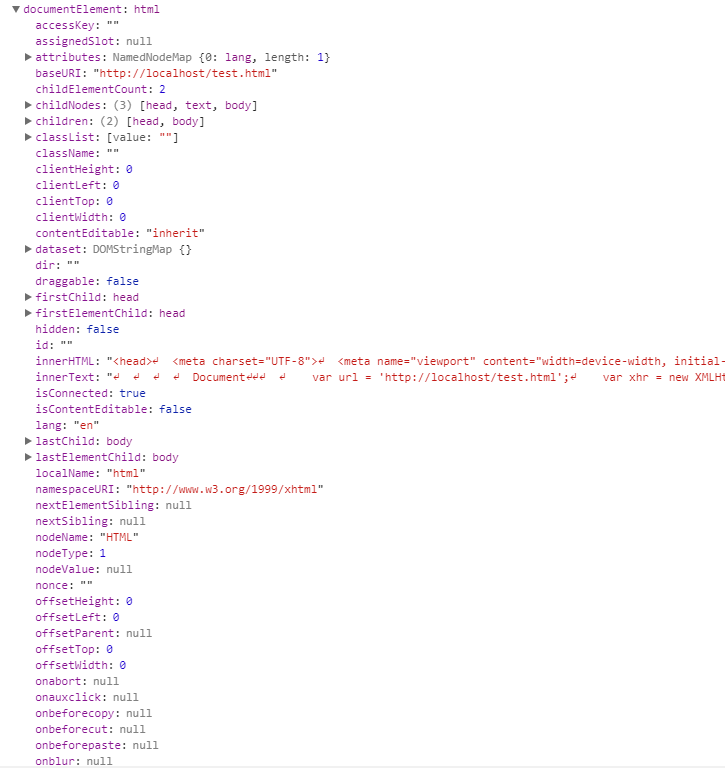 ▼documentElement: html
accessKey: ""
assignedSlot: null
▶attributes: NamedNodeMap {0: lang, length: 1}
baseURI: "http://localhost/test.html"
childElementCount: 2
▶childNodes: (3) [head, text, body]
▶children: (2) [head, body]
▶classList: [value: ""]
className: ""
clientHeight: 0
clientLeft: 0
clientTop: 0
clientWidth: 0
contentEditable: "inherit"
▶dataset: DOMStringMap {}
dir: ""
draggable: false
▶firstChild: head
▶firstElementChild: head
hidden: false
id: ""
innerHTML: "<head>↵  <meta charset="UTF-8">↵  <meta name="viewport" content="width=device-width, initial-
innerText: "↵  ↵  ↵  ↵  Document↵↵↵  ↵    var url = 'http://localhost/test.html';↵    var xhr = new XMLHt
isConnected: true
isContentEditable: false
lang: "en"
▶lastChild: body
▶lastElementChild: body
localName: "html"
namespaceURI: "http://www.w3.org/1999/xhtml"
nextElementSibling: null
nextSibling: null
nodeName: "HTML"
nodeType: 1
nodeValue: null
nonce: ""
offsetHeight: 0
offsetLeft: 0
offsetParent: null
offsetTop: 0
offsetWidth: 0
onabort: null
onauxclick: null
onbeforecopy: null
onbeforecut: null
onbeforepaste: null
onblur: null